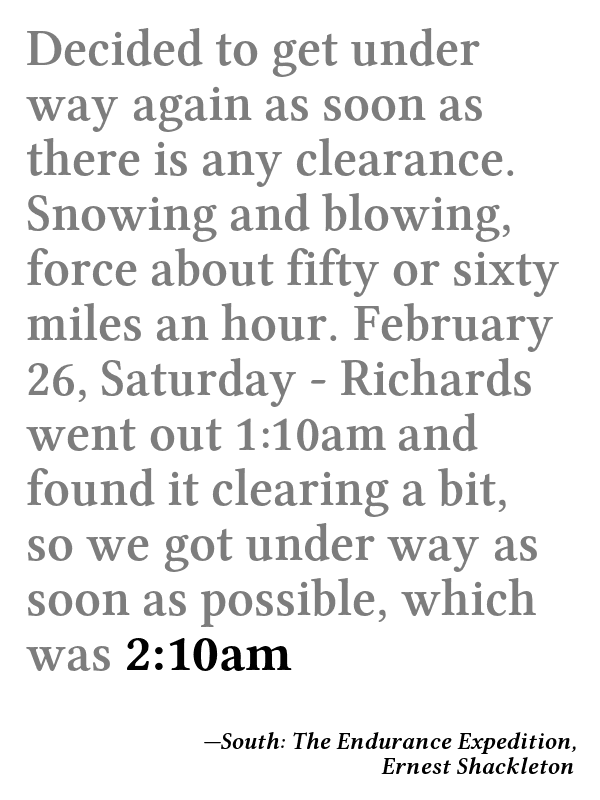 Decided to get under
way again as soon as
there is any clearance.
Snowing and blowing,
force about fifty or sixty
miles an hour. February
26, Saturday - Richards
went out 1:10am and
found it clearing a bit,
so we got under way as
soon as possible, which
was 2:10am
—South: The Endurance Expedition,
Ernest Shackleton